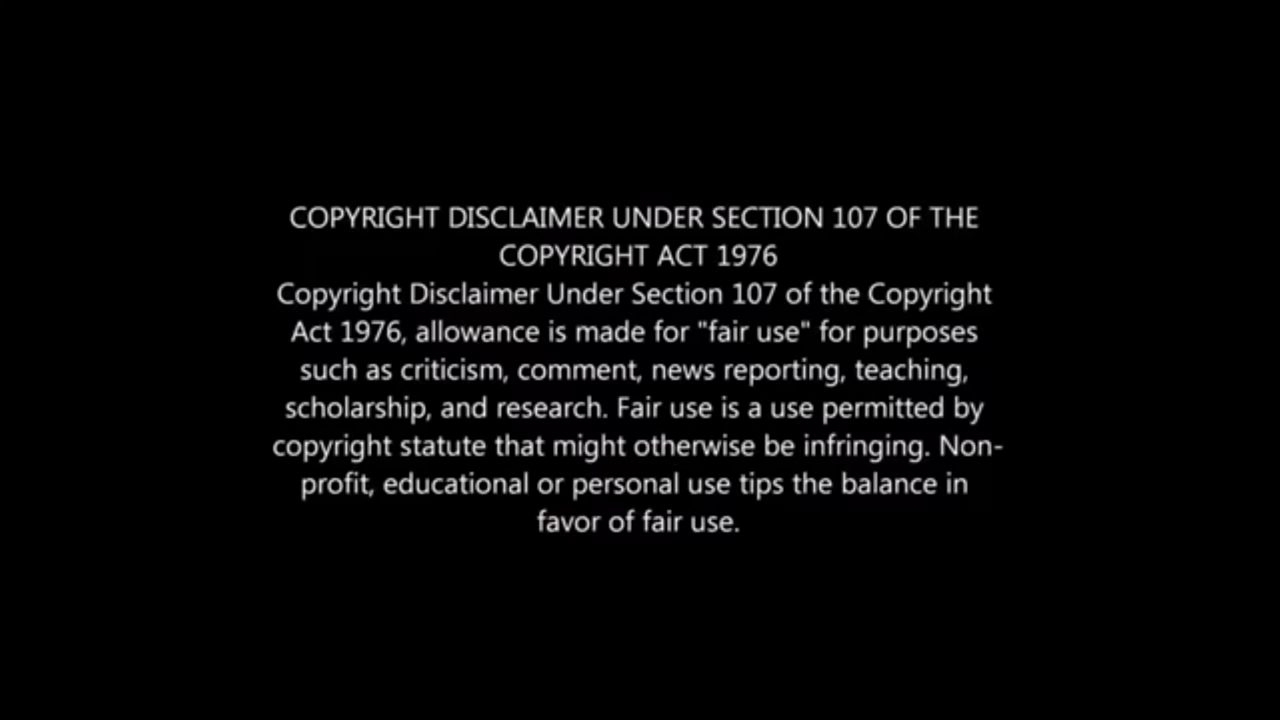 COPYRIGHT DISCLAIMER UNDER SECTION 107 OF THE
COPYRIGHT ACT 1976
Copyright Disclaimer Under Section 107 of the Copyright
Act 1976, allowance is made for "fair use" for purposes
such as criticism, comment, news reporting, teaching,
scholarship, and research. Fair use is a use permitted by
copyright statute that might otherwise be infringing. Non-
profit, educational or personal use tips the balance in
favor of fair use.